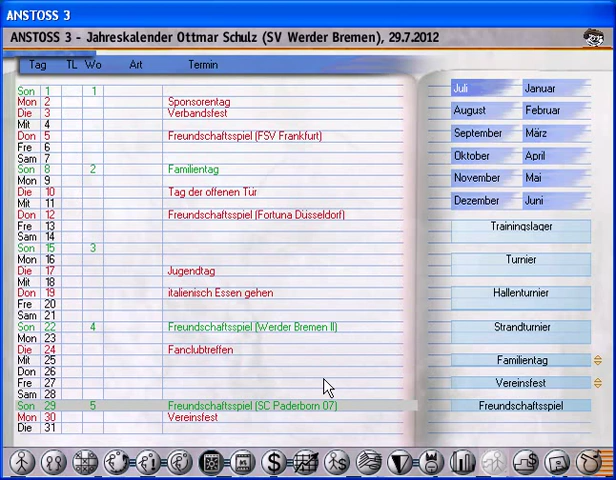 ANSTOSS 3
ANSTOSS 3 - Jahreskalender Ottmar Schulz (SV Werder Bremen), 29.7.2012
Tag TL Wo Art Termin
Son 1 1
Mon 2 Sponsorentag
Die 3 Verbandsfest
Mit 4
Don 5 Freundschaftsspiel (FSV Frankfurt)
Fre 6
Sam 7
Son 8 2 Familientag
Mon 9
Die 10 Tag der offenen Tür
Mit 11
Don 12 Freundschaftsspiel (Fortuna Düsseldorf)
Fre 13
Sam 14
Son 15 3
Mon 16
Die 17 Jugendtag
Mit 18
Don 19 italienisch Essen gehen
Fre 20
Sam 21
Son 22 4 Freundschaftsspiel (Werder Bremen II)
Mon 23
Die 24 Fanclubtreffen
Mit 25
Don 26
Fre 27
Sam 28
Son 29 5 Freundschaftsspiel (SC Paderborn 07)
Mon 30 Vereinsfest
Die 31
Juli Januar
August Februar
September März
Oktober April
November Mai
Dezember Juni
Trainingslager
Turnier
Hallenturnier
Strandturnier
Familientag
Vereinsfest
Freundschaftsspiel